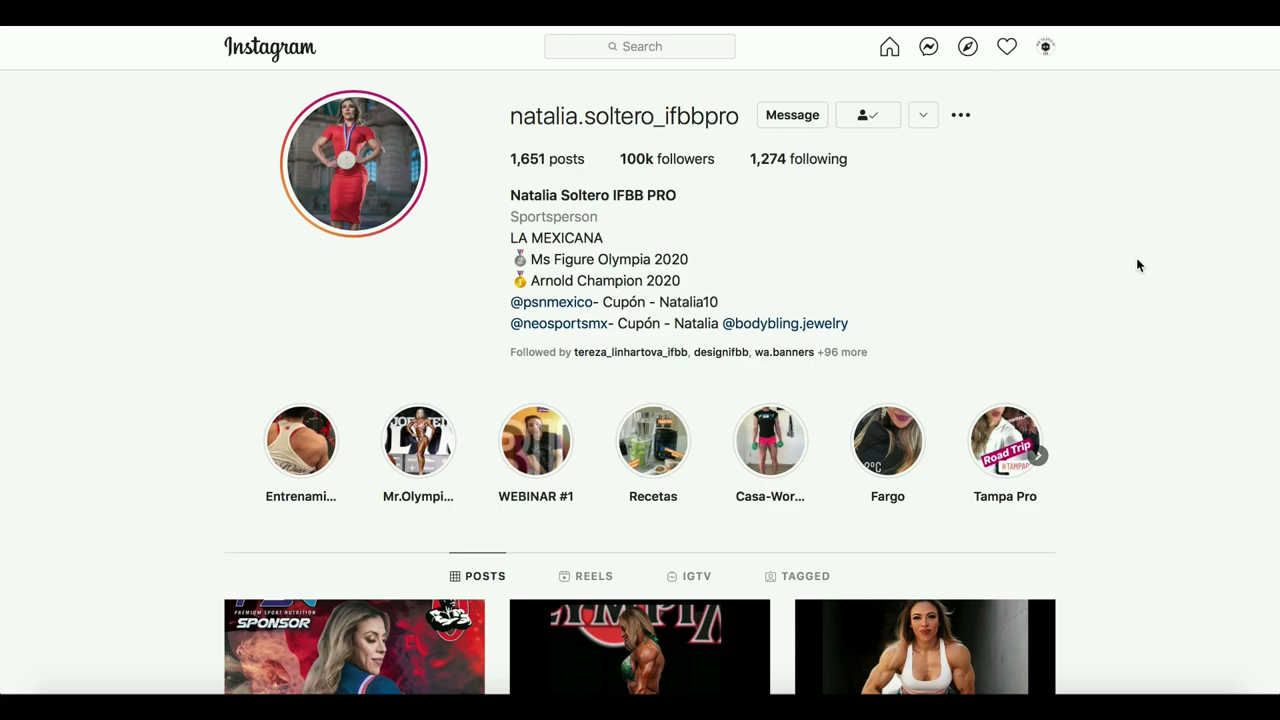 Instagram
Search
natalia.soltero_ifbbpro
Message
1,651 posts 100k followers 1,274 following
Natalia Soltero IFBB PRO
Sportsperson
LA MEXICANA
🥈Ms Figure Olympia 2020
🥇Arnold Champion 2020
@psnmexico- Cupón - Natalia10
@neosportsmx- Cupón - Natalia @bodybling.jewelry
Followed by tereza_linhartova_ifbb, designifbb, wa.banners +96 more
Road Trip
Entrenami... Mr.Olympi... WEBINAR #1 Recetas Casa-Wor... Fargo Tampa Pro
POSTS REELS IGTV TAGGED
PREMIUM SPORT NUTRITION
SPONSOR